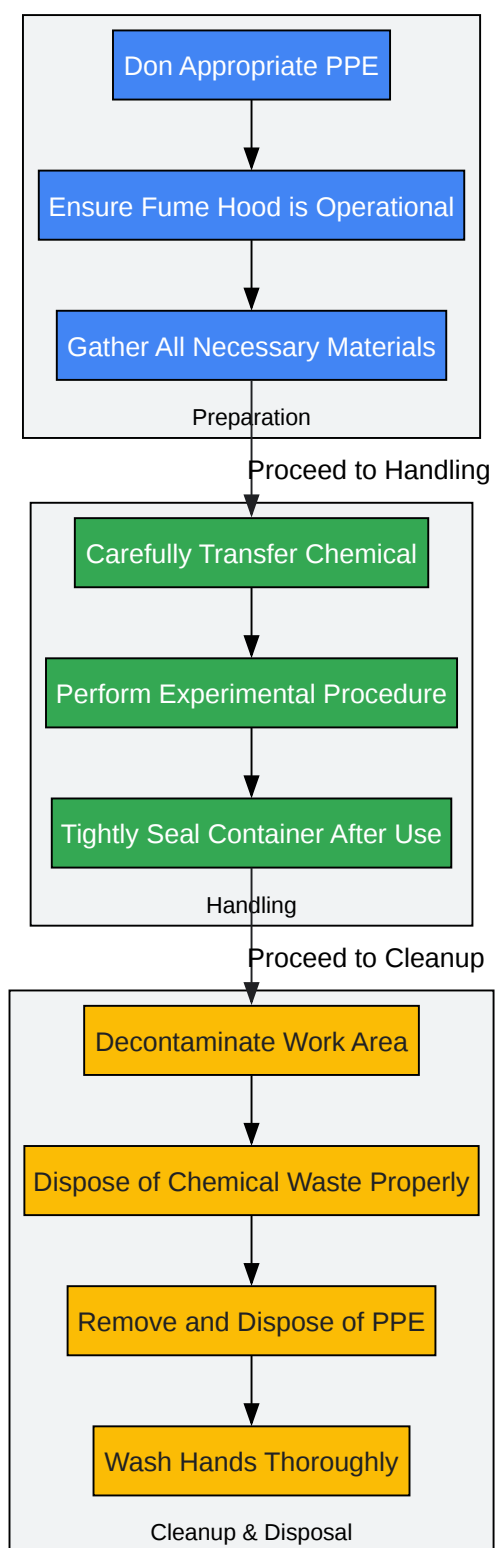 Don Appropriate PPE
Ensure Fume Hood is Operational
Gather All Necessary Materials
Preparation
Proceed to Handling
Carefully Transfer Chemical
Perform Experimental Procedure
Tightly Seal Container After Use
Handling
Proceed to Cleanup
Decontaminate Work Area
Dispose of Chemical Waste Properly
Remove and Dispose of PPE
Wash Hands Thoroughly
Cleanup & Disposal